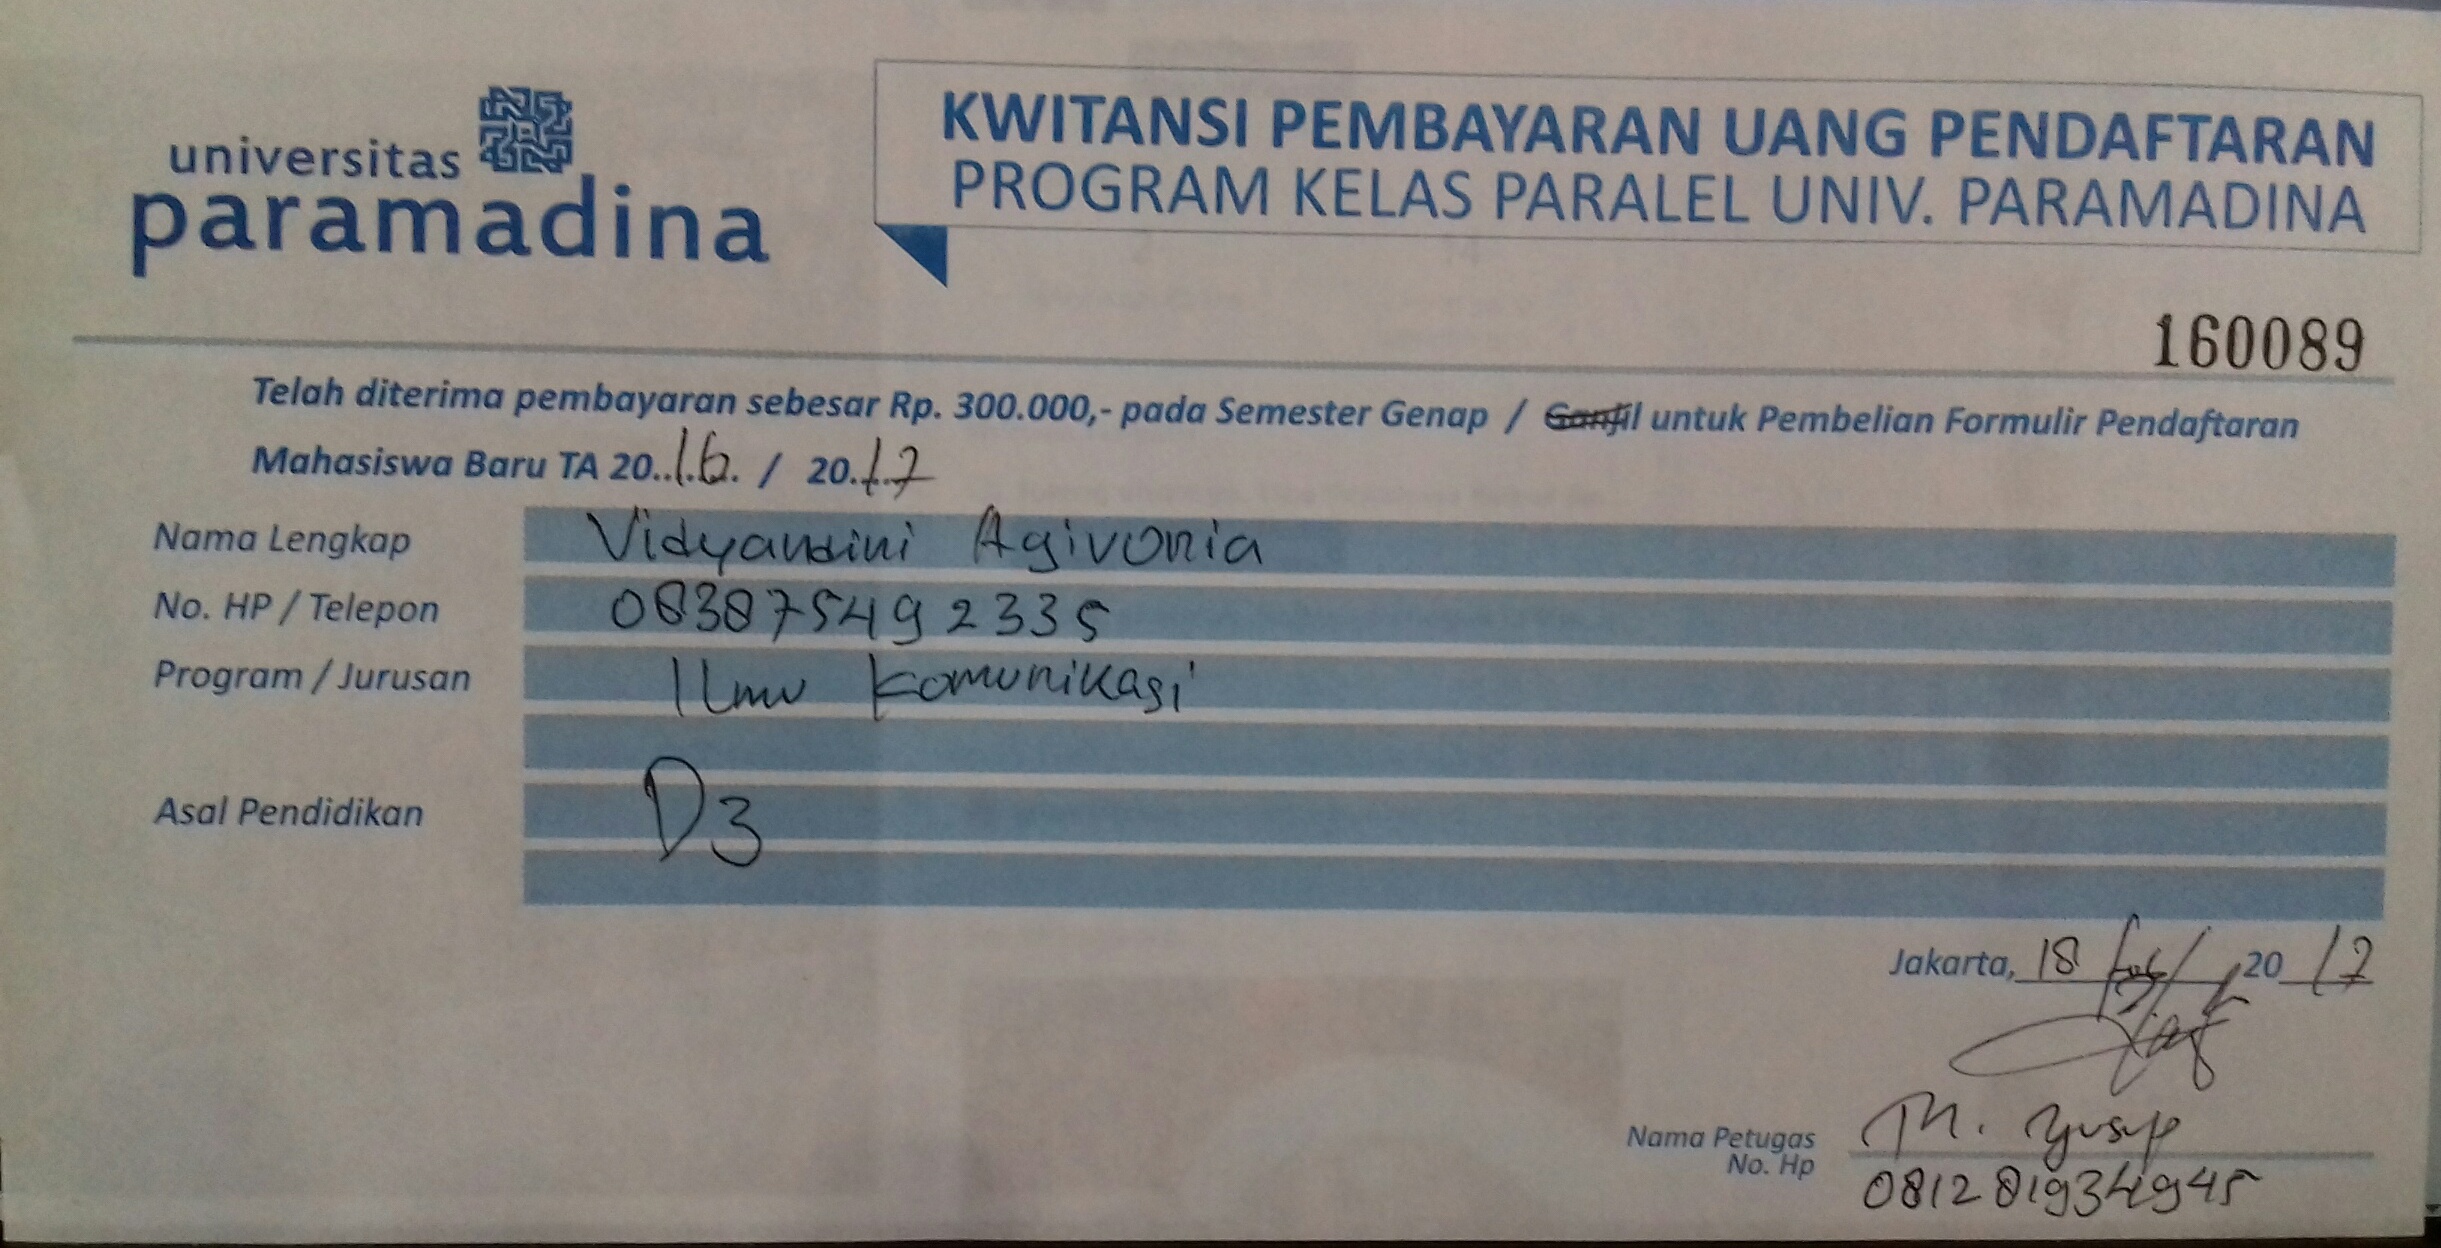 universitas
paramadina
KWITANSI PEMBAYARAN UANG PENDAFTARAN
PROGRAM KELAS PARALEL UNIV. PARAMADINA
160089
Telah diterima pembayaran sebesar Rp. 300.000,- pada Semester Genap / Ganjil untuk Pembelian Formulir Pendaftaran
Mahasiswa Baru TA 20..16. / 20.17
Nama Lengkap Vidyandini Agivonia
No. HP / Telepon 083875492335
Program / Jurusan Ilmu Komunikasi
Asal Pendidikan D3
Jakarta, 18 20 17
Nama Petugas M. Yusup
No. Hp 081281934945